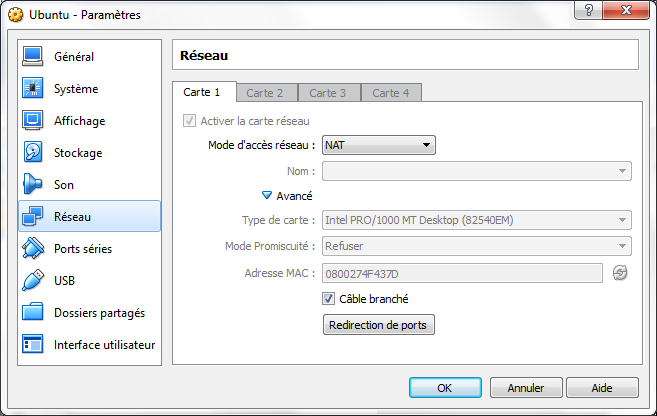 Ubuntu - Paramètres
Général
Système
Affichage
Stockage
Son
Réseau
Ports séries
USB
Dossiers partagés
Interface utilisateur
Réseau
Carte 1 Carte 2 Carte 3 Carte 4
Activer la carte réseau
Mode d'accès réseau : NAT
Nom :
Avancé
Type de carte : Intel PRO/1000 MT Desktop (82540EM)
Mode Promiscuité : Refuser
Adresse MAC : 0800274F437D
Câble branché
Redirection de ports
OK Annuler Aide